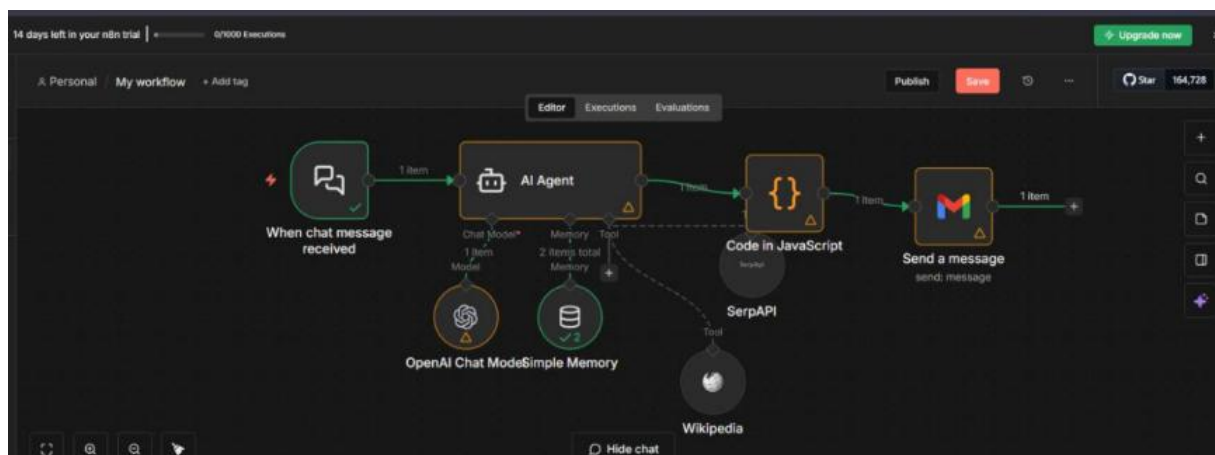 14 days left in your n8n trial
0/1000 Executions
Upgrade now
Personal / My workflow + Add tag
Publish
Save
Star 164,728
Editor Executions Evaluations
1 item
AI Agent
1 item
1 item
1 item
When chat message
received
Chat Model*
Memory
Tool
1 item
2 items total
Model
Memory
Code in JavaScript
Send a message
send: message
SerpApi
SerpAPI
OpenAI Chat Model
Simple Memory
2
Tool
Wikipedia
Hide chat